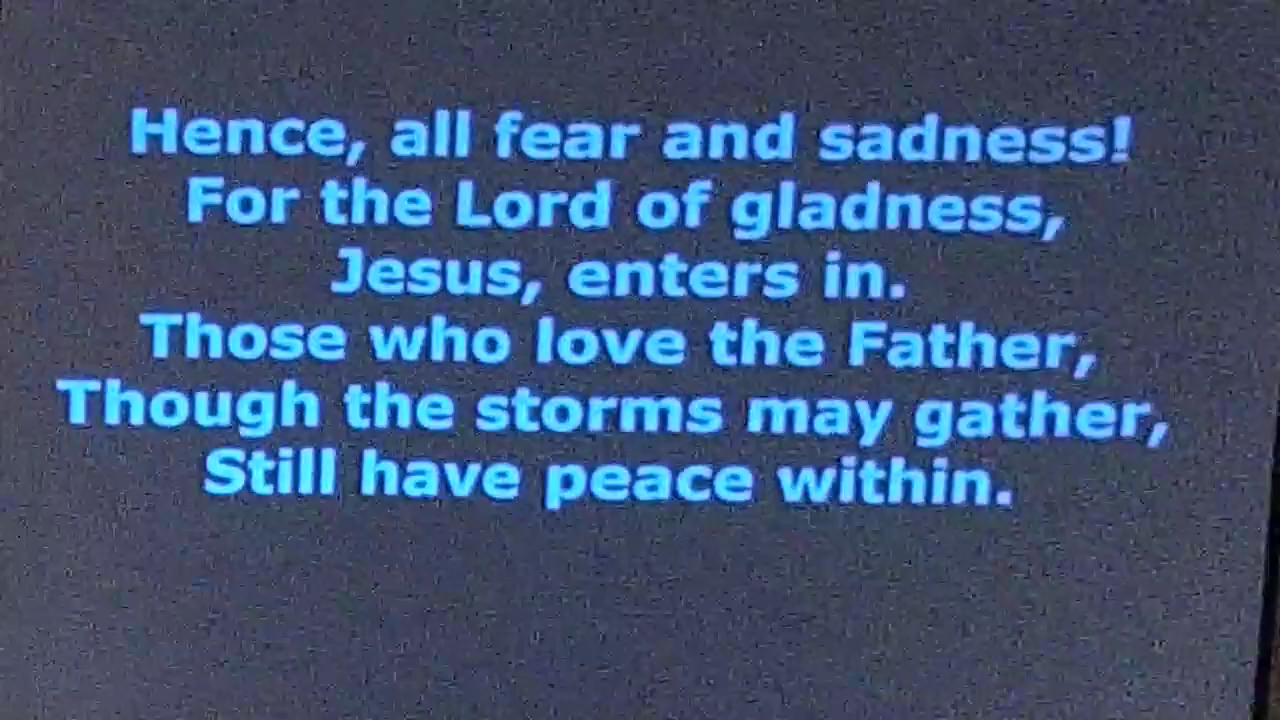 Hence, all fear and sadness!
For the Lord of gladness,
Jesus, enters in.
Those who love the Father,
Though the storms may gather,
Still have peace within.